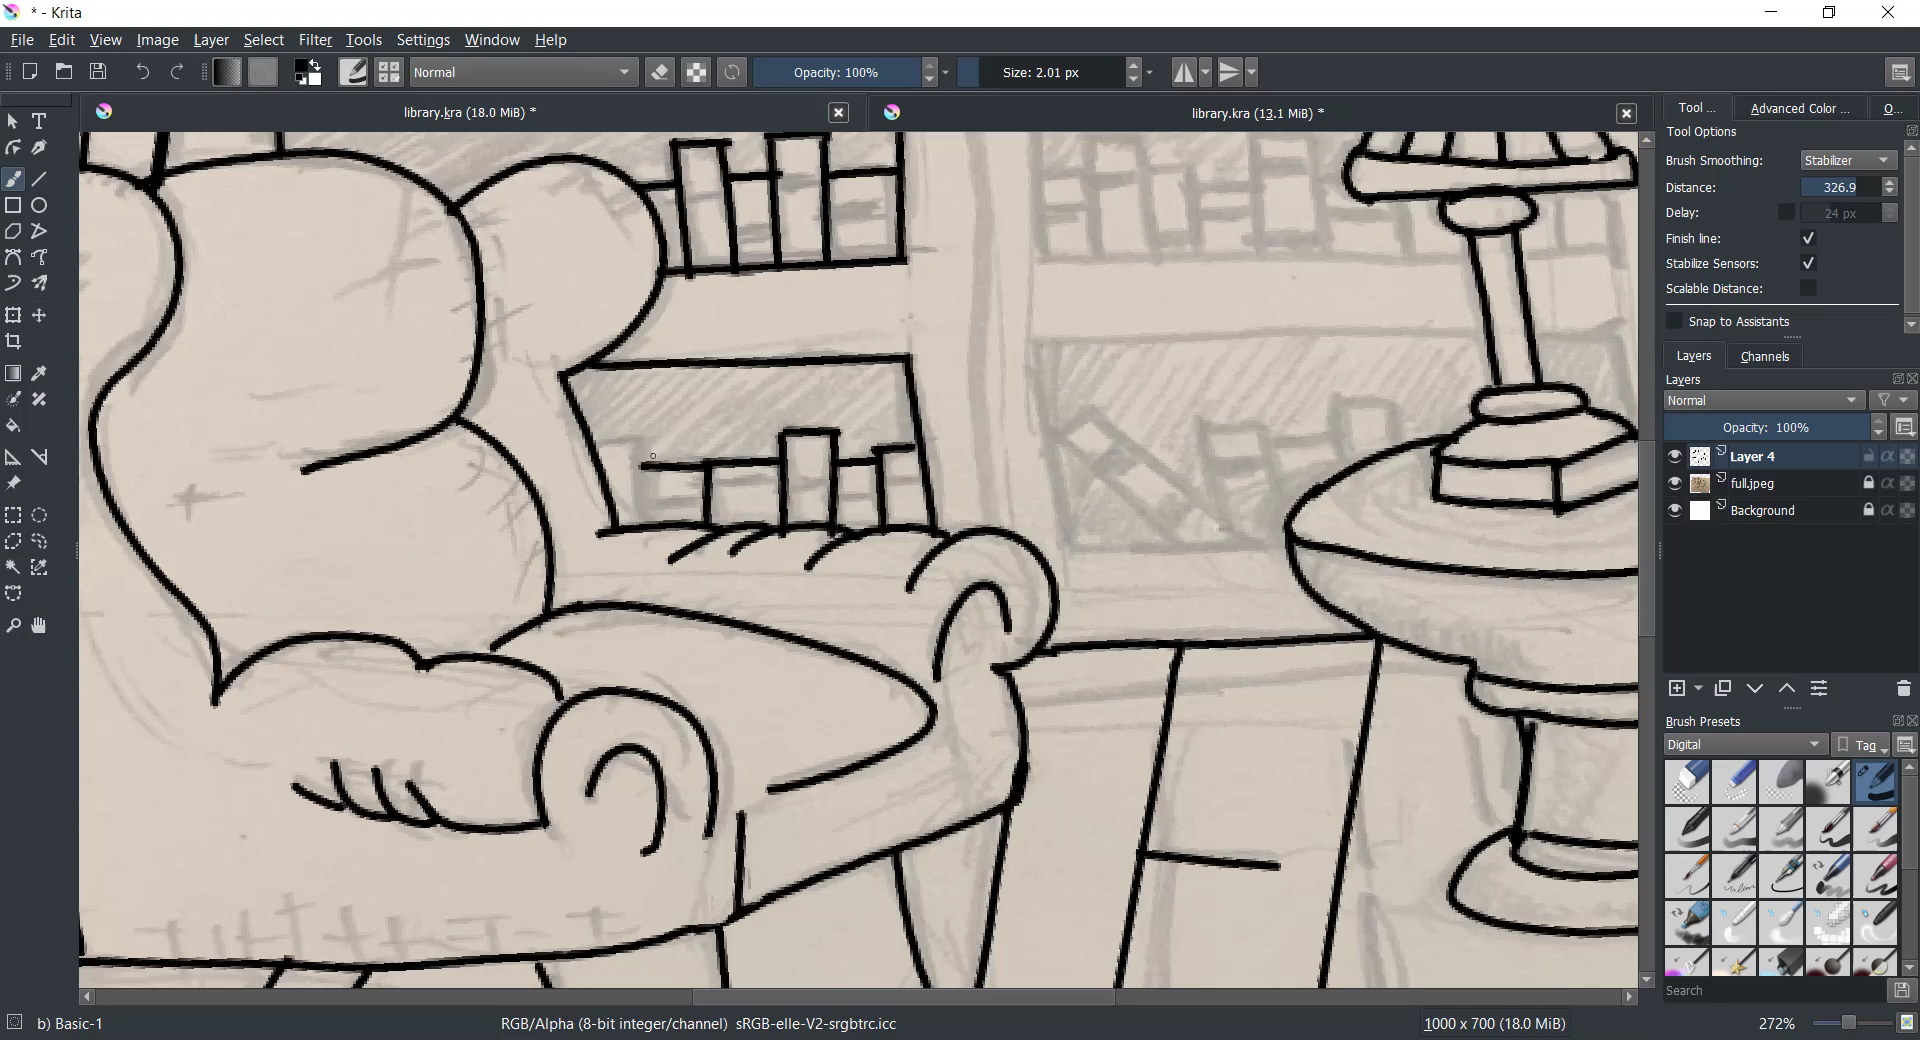 * - Krita
File Edit View Image Layer Select Filter Tools Settings Window Help
Normal Opacity: 100% Size: 2.01 px
library.kra (18.0 MiB) * library.kra (13.1 MiB) *
Tool ... Advanced Color ... O...
Tool Options
Brush Smoothing: Stabilizer
Distance: 326.9
Delay: 24 px
Finish line:
Stabilize Sensors:
Scalable Distance:
Snap to Assistants
Layers Channels
Layers
Normal
Opacity: 100%
Layer 4
full.jpeg
Background
Brush Presets
Digital Tag
Search
b) Basic-1 RGB/Alpha (8-bit integer/channel) sRGB-elle-V2-srgbtrc.icc 1000 x 700 (18.0 MiB) 272%